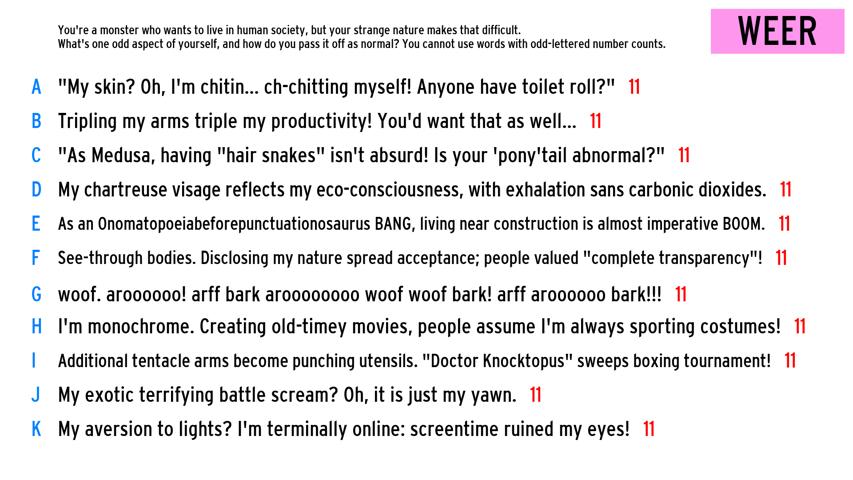 You're a monster who wants to live in human society, but your strange nature makes that difficult.
What's one odd aspect of yourself, and how do you pass it off as normal? You cannot use words with odd-lettered number counts.
WEER
A "My skin? Oh, I'm chitin... ch-chitting myself! Anyone have toilet roll?" 11
B Tripling my arms triple my productivity! You'd want that as well... 11
C "As Medusa, having "hair snakes" isn't absurd! Is your 'pony'tail abnormal?" 11
D My chartreuse visage reflects my eco-consciousness, with exhalation sans carbonic dioxides. 11
E As an Onomatopoeiabeforepunctuationosaurus BANG, living near construction is almost imperative BOOM. 11
F See-through bodies. Disclosing my nature spread acceptance; people valued "complete transparency"! 11
G woof. aroooooo! arff bark aroooooooo woof woof bark! arff aroooooo bark!!! 11
H I'm monochrome. Creating old-timey movies, people assume I'm always sporting costumes! 11
I Additional tentacle arms become punching utensils. "Doctor Knocktopus" sweeps boxing tournament! 11
J My exotic terrifying battle scream? Oh, it is just my yawn. 11
K My aversion to lights? I'm terminally online: screentime ruined my eyes! 11